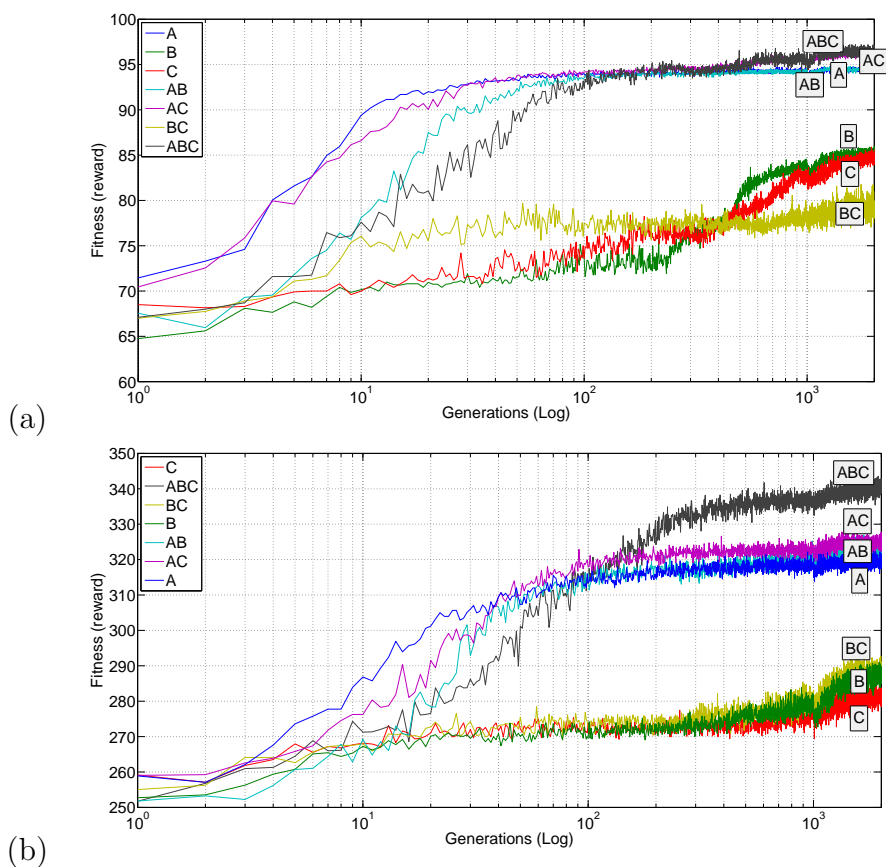 100
95
90
85
80
75
70
65
60
Fitness (reward)
A
B
C
AB
AC
BC
ABC
ABC
AC
A
AB
B
C
BC
10^0
10^1
10^2
10^3
Generations (Log)
(a)
350
340
330
320
310
300
290
280
270
260
250
Fitness (reward)
C
ABC
BC
B
AB
AC
A
ABC
AC
AB
A
BC
B
C
10^0
10^1
10^2
10^3
Generations (Log)
(b)